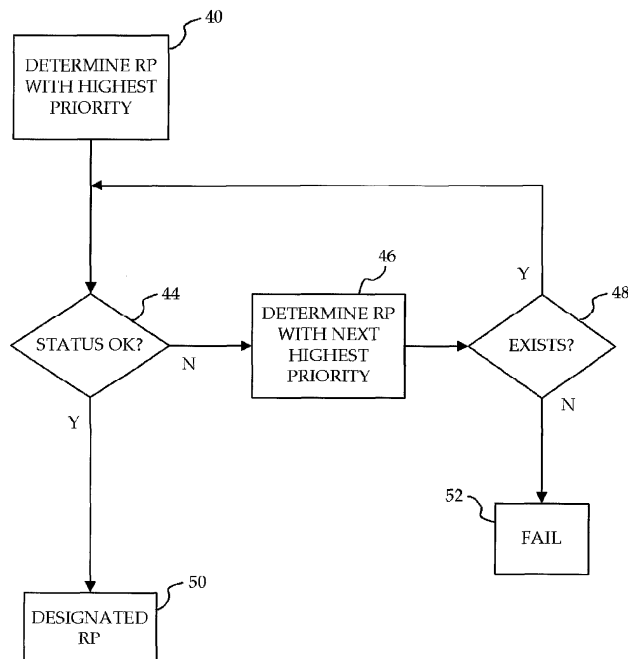 40
DETERMINE RP
WITH HIGHEST
PRIORITY
46
44
Y
48
STATUS OK?
N
DETERMINE RP
WITH NEXT
HIGHEST
PRIORITY
EXISTS?
Y
N
52
FAIL
50
DESIGNATED
RP